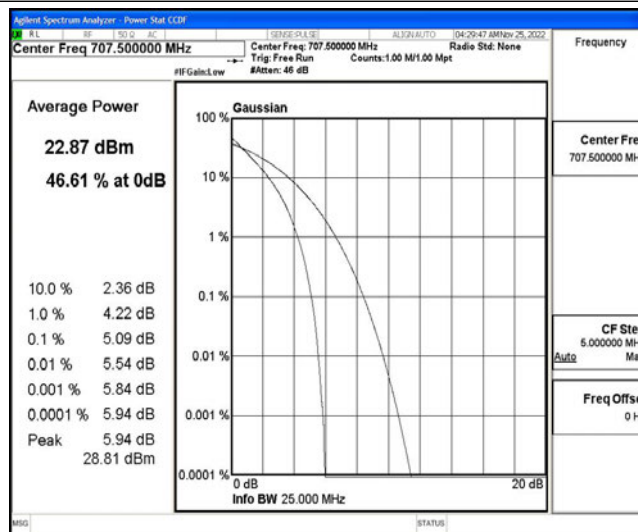 Agilent Spectrum Analyzer - Power Stat CCDF
RL RF 50 Ω AC SENSE:PULSE ALIGN AUTO 04:29:47 AM Nov 25, 2022
Center Freq 707.500000 MHz
Center Freq: 707.500000 MHz Radio Std: None
Trig: Free Run Counts:1.00 M/1.00 Mpt
#IFGain:Low #Atten: 46 dB
Frequency
Average Power
22.87 dBm
46.61 % at 0dB
10.0 % 2.36 dB
1.0 % 4.22 dB
0.1 % 5.09 dB
0.01 % 5.54 dB
0.001 % 5.84 dB
0.0001 % 5.94 dB
Peak 5.94 dB
28.81 dBm
Gaussian
100 %
10 %
1 %
0.1 %
0.01 %
0.001 %
0.0001 %
0 dB 20 dB
Info BW 25.000 MHz
Center Fre
707.500000 MH
CF Ste
5.000000 MH
Auto Ma
Freq Offse
0 H
MSG STATUS